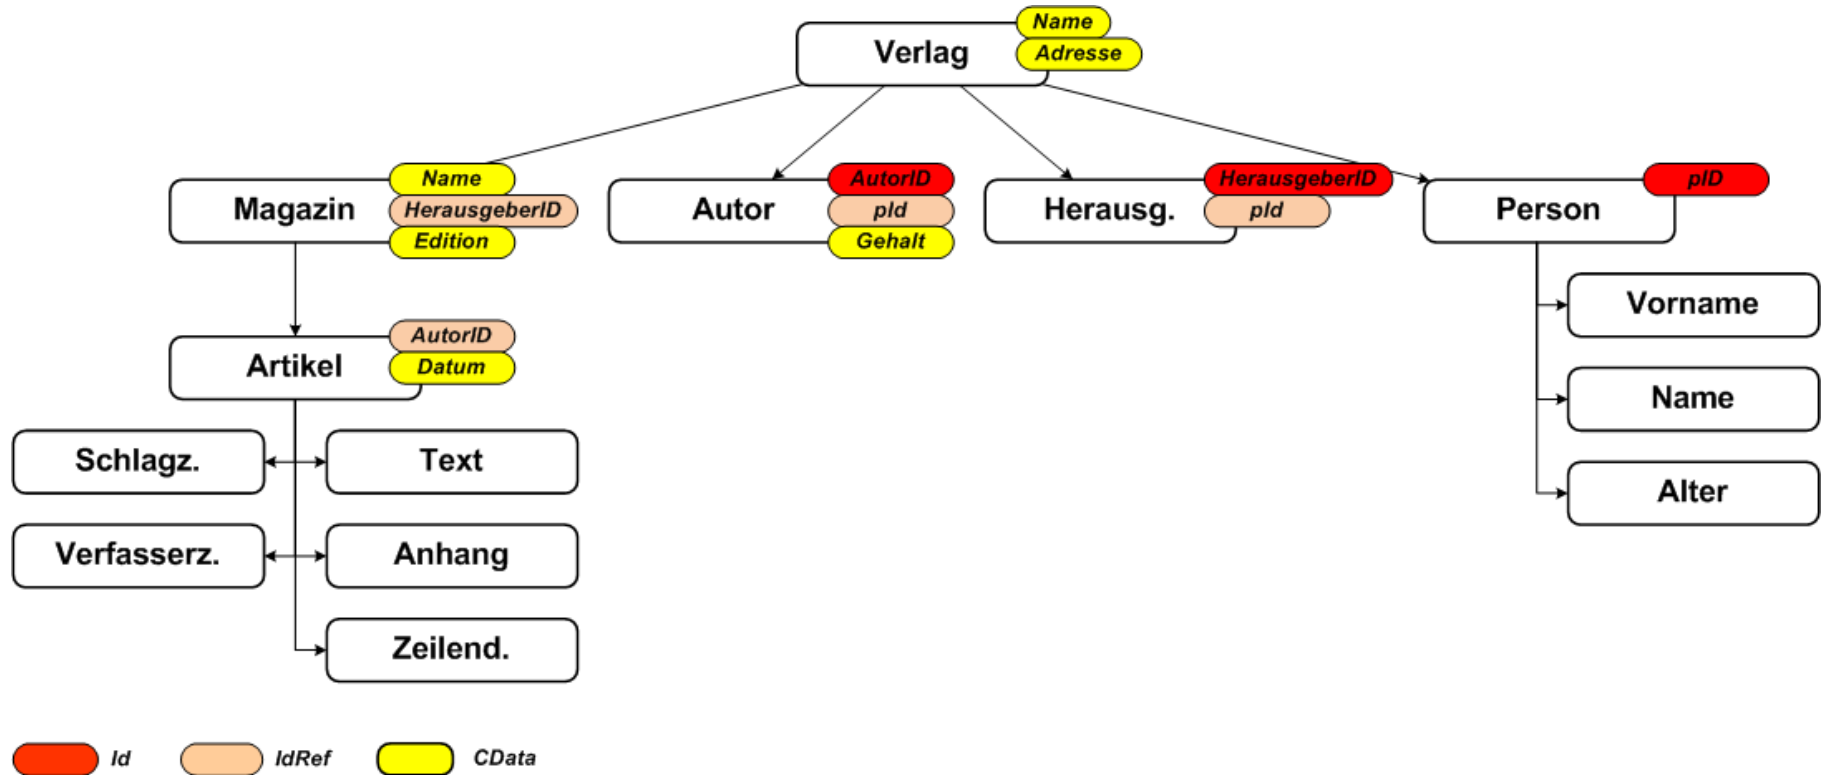 Name
Verlag
Adresse
Name
Magazin
HerausgeberID
Edition
AutorID
Autor
pId
Gehalt
HerausgeberID
Herausg.
pId
pID
Person
Vorname
Name
Alter
AutorID
Artikel
Datum
Schlagz.
Text
Verfasserz.
Anhang
Zeilend.
Id
IdRef
CData